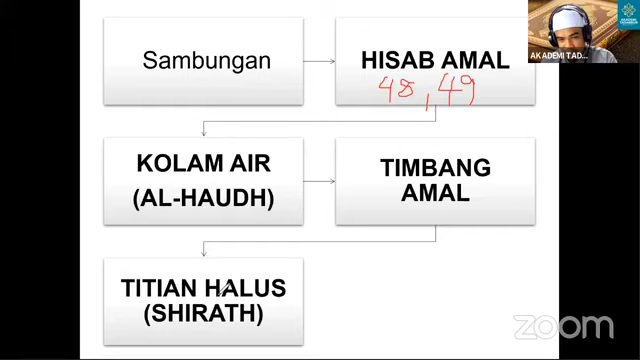 Sambungan
HISAB AMAL
48, 49
KOLAM AIR
(AL-HAUDH)
TIMBANG
AMAL
TITIAN HALUS
(SHIRATH)
AKADEMI TAD...
zoom